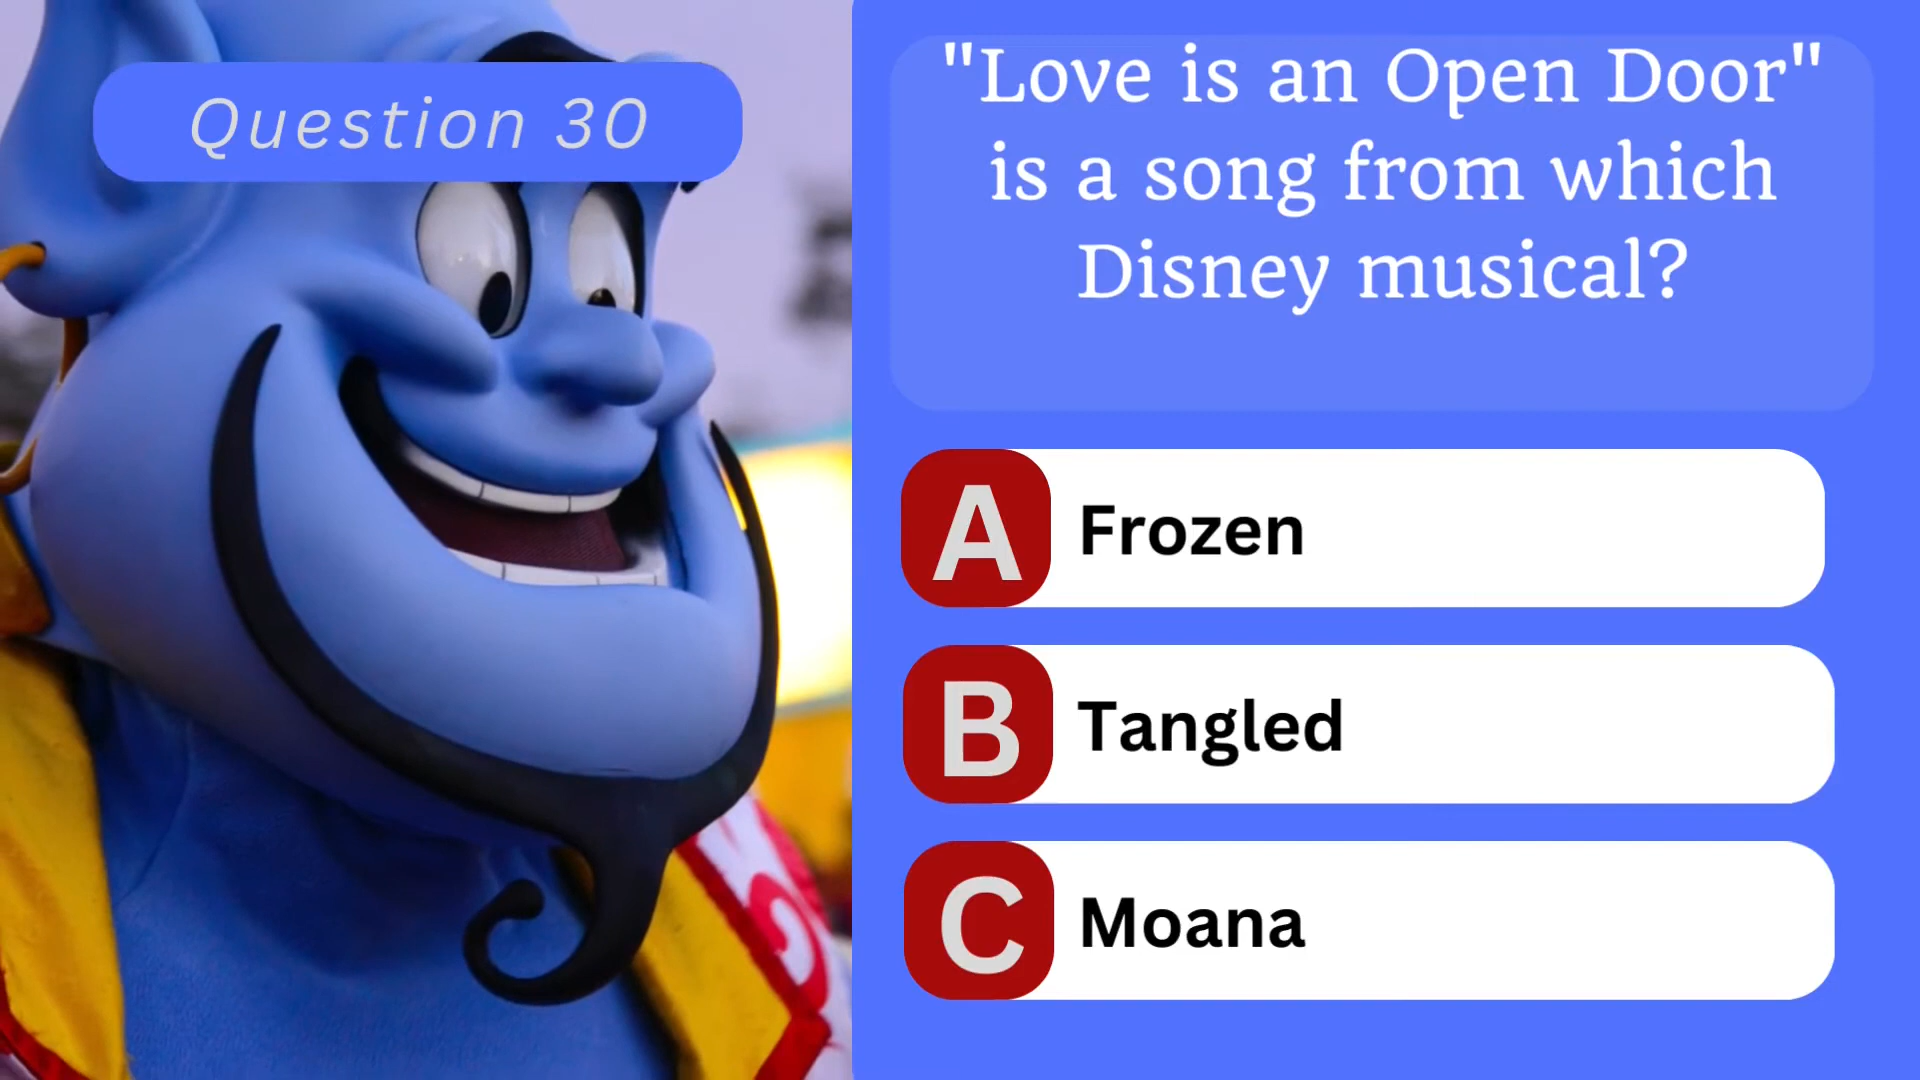 Question 30
"Love is an Open Door"
is a song from which
Disney musical?
A Frozen
B Tangled
C Moana